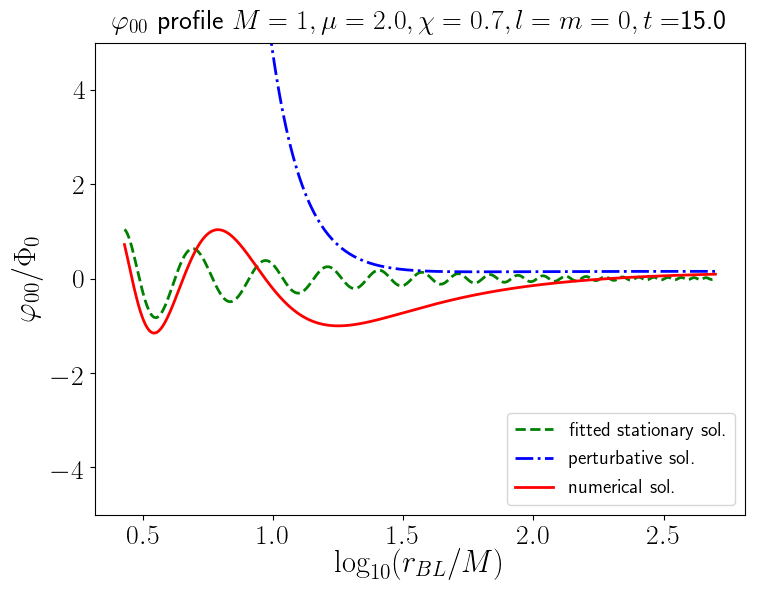 φ₀₀ profile M = 1, μ = 2.0, χ = 0.7, l = m = 0, t = 15.0
φ₀₀/Φ₀
4
2
0
−2
−4
fitted stationary sol.
perturbative sol.
numerical sol.
0.5 1.0 1.5 2.0 2.5
log₁₀(r_BL/M)